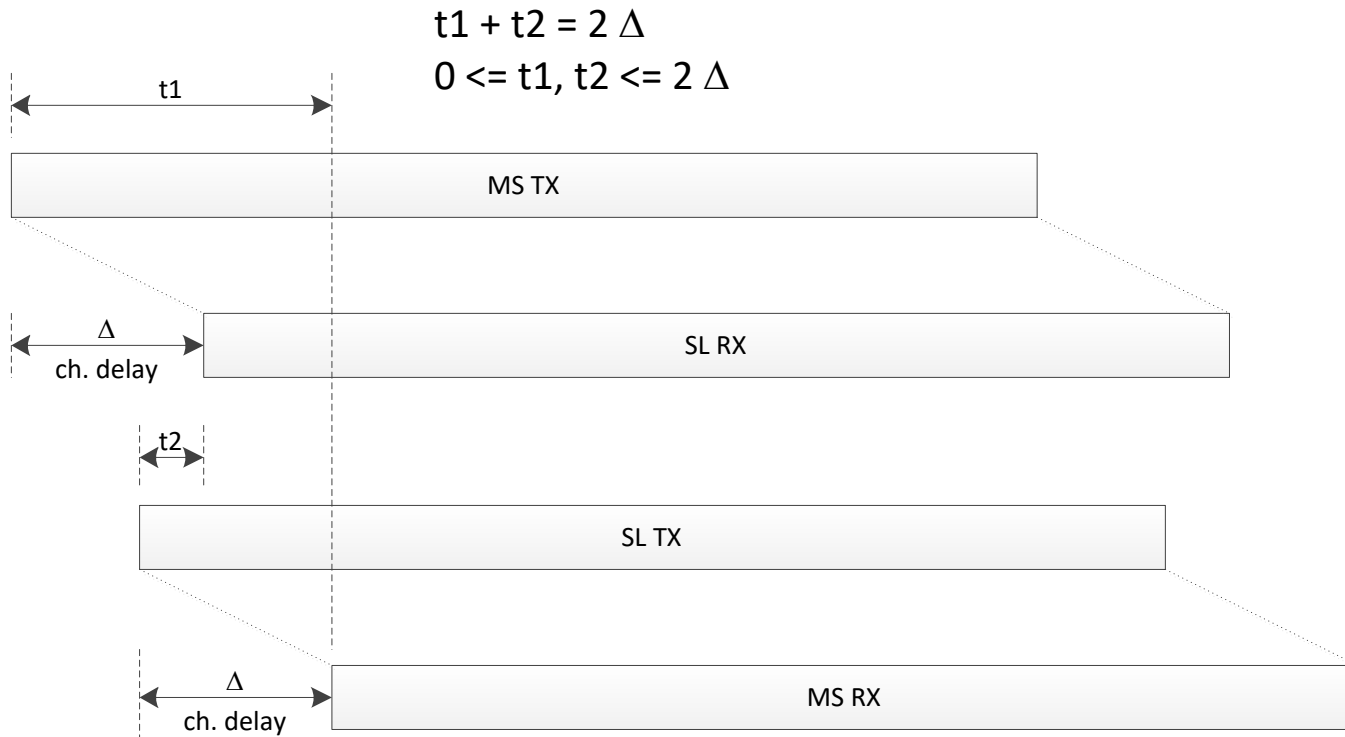 t1 + t2 = 2 Δ
0 <= t1, t2 <= 2 Δ
t1
MS TX
Δ
ch. delay
SL RX
t2
SL TX
Δ
ch. delay
MS RX